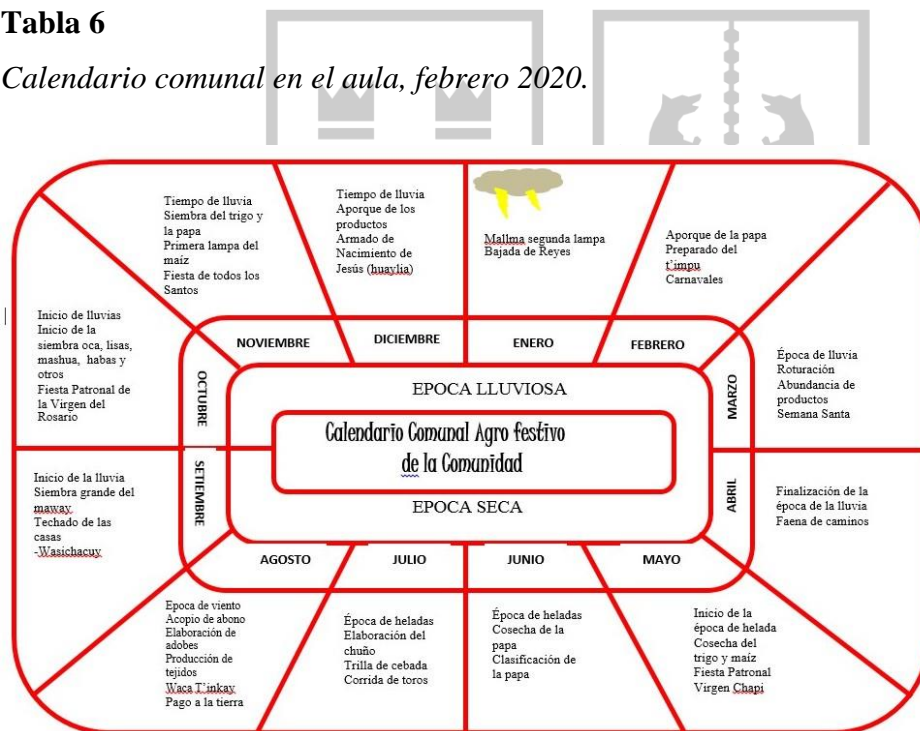 Tabla 6
Calendario comunal en el aula, febrero 2020.
Tiempo de lluvia
Siembra del trigo y
la papa
Primera lampa del
maíz
Fiesta de todos los
Santos
Tiempo de lluvia
Aporque de los
productos
Armado de
Nacimiento de
Jesús (huaylia)
Mallma segunda lampa
Bajada de Reyes
Aporque de la papa
Preparado del
t'impu
Carnavales
Inicio de lluvias
Inicio de la
siembra oca, lisas,
mashua, habas y
otros
Fiesta Patronal de
la Virgen del
Rosario
NOVIEMBRE
DICIEMBRE
ENERO
FEBRERO
OCTUBRE
MARZO
Época de lluvia
Roturación
Abundancia de
productos
Semana Santa
EPOCA LLUVIOSA
Calendario Comunal Agro festivo
de la Comunidad
EPOCA SECA
Inicio de la lluvia
Siembra grande del
maway
Techado de las
casas
-Wasichacuy
SETIEMBRE
ABRIL
Finalización de la
época de la lluvia
Faena de caminos
AGOSTO
JULIO
JUNIO
MAYO
Epoca de viento
Acopio de abono
Elaboración de
adobes
Producción de
tejidos
Waca T'inkay
Pago a la tierra
Época de heladas
Elaboración del
chuño
Trilla de cebada
Corrida de toros
Época de heladas
Cosecha de la
papa
Clasificación de
la papa
Inicio de la
época de helada
Cosecha del
trigo y maíz
Fiesta Patronal
Virgen Chapi